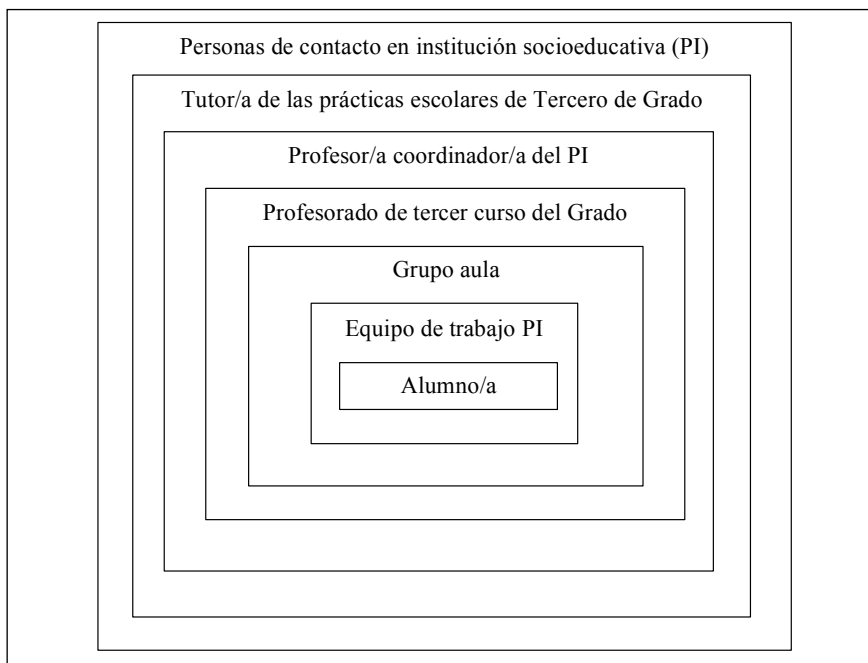 Personas de contacto en institución socioeducativa (PI)
Tutor/a de las prácticas escolares de Tercero de Grado
Profesor/a coordinador/a del PI
Profesorado de tercer curso del Grado
Grupo aula
Equipo de trabajo PI
Alumno/a